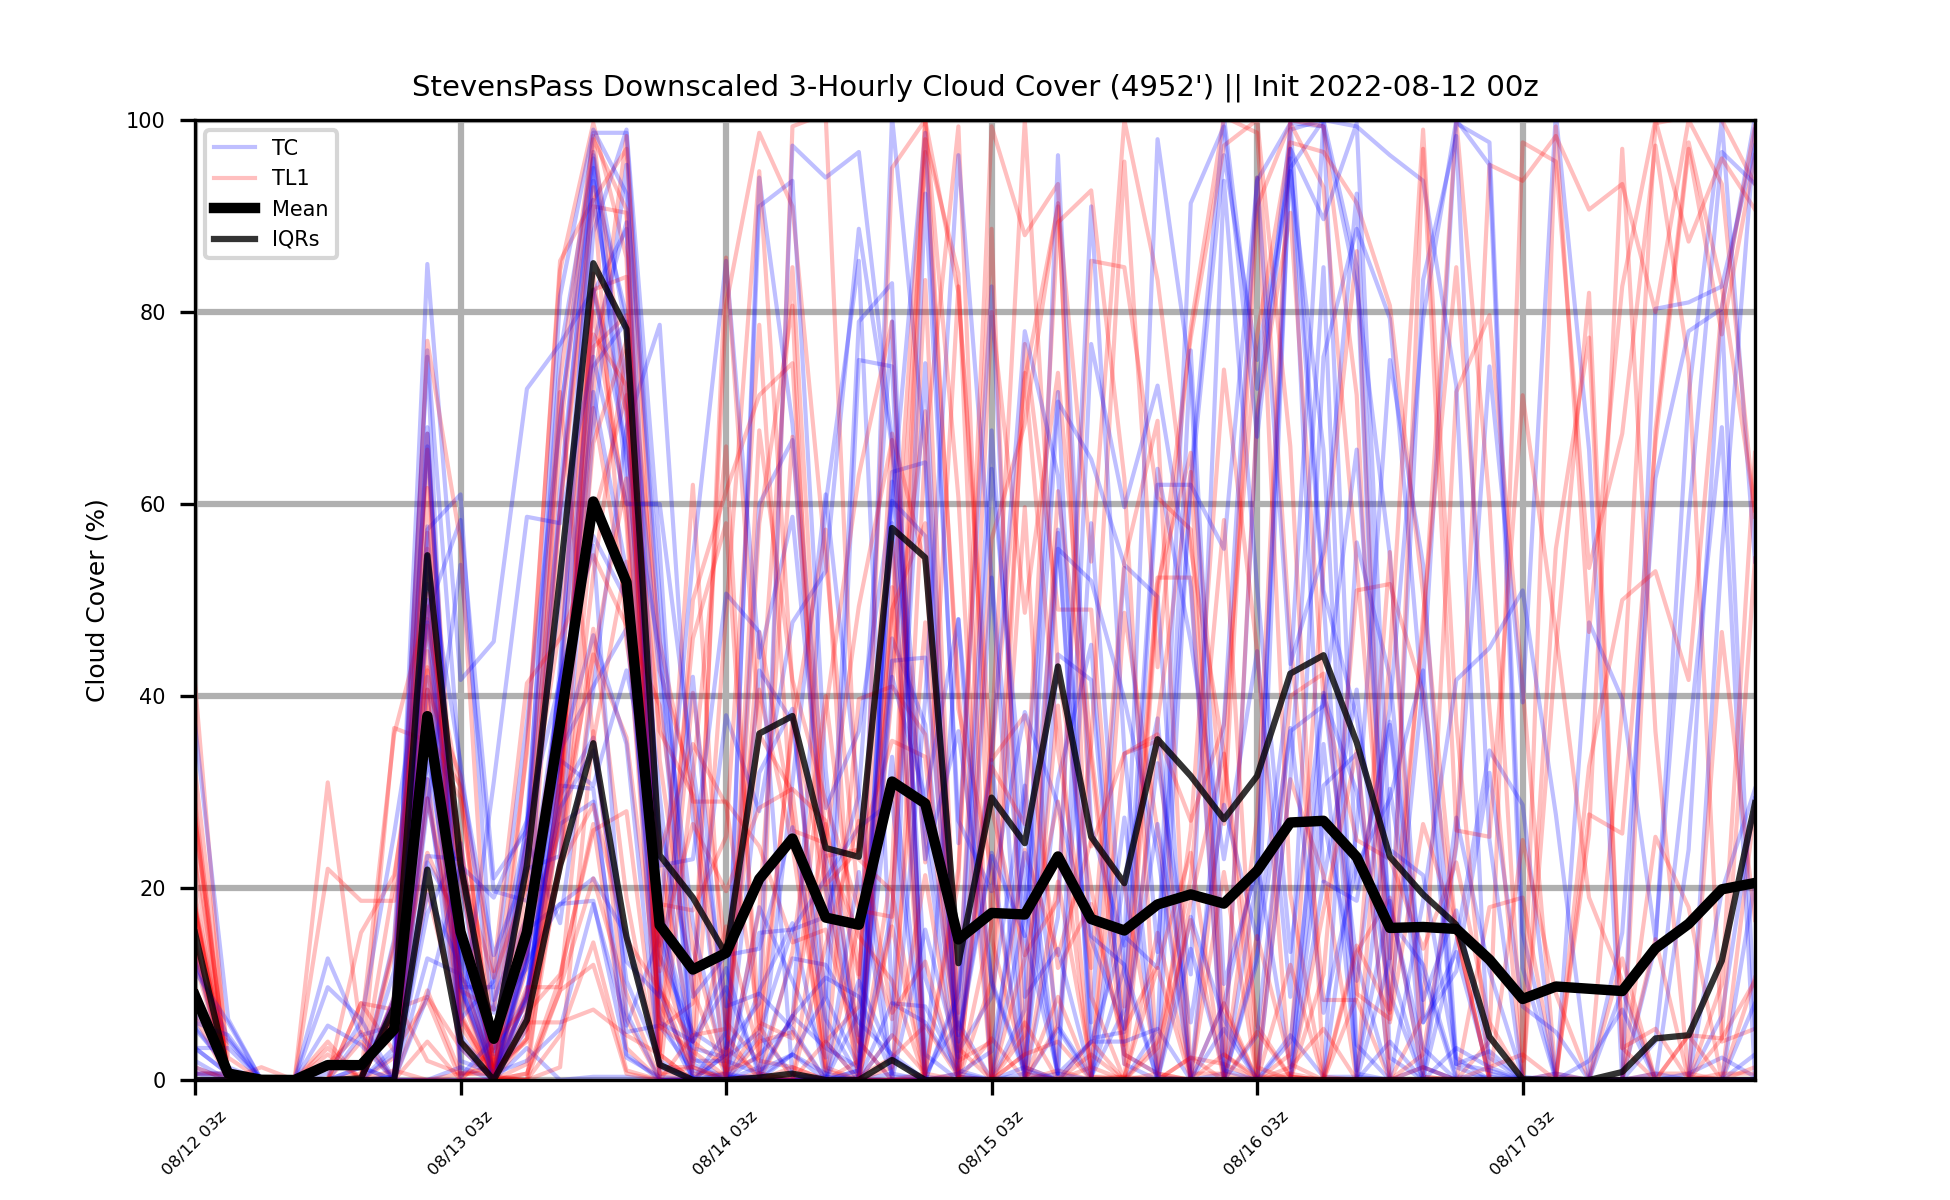 StevensPass Downscaled 3-Hourly Cloud Cover (4952') || Init 2022-08-12 00z
100
80
60
40
20
0
Cloud Cover (%)
TC
TL1
Mean
IQRs
08/12 03z
08/13 03z
08/14 03z
08/15 03z
08/16 03z
08/17 03z